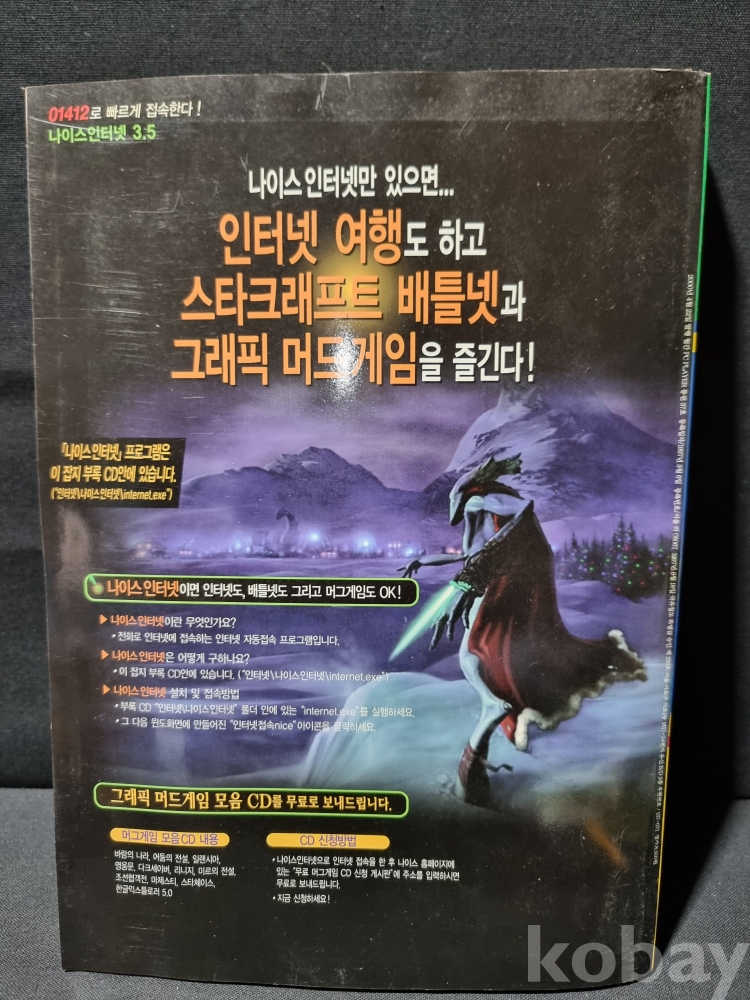 01412로 빠르게 접속한다 !
나이스인터넷 3.5
나이스 인터넷만 있으면...
인터넷 여행도 하고
스타크래프트 배틀넷과
그래픽 머드게임을 즐긴다!
「나이스 인터넷」 프로그램은
이 잡지 부록 CD안에 있습니다.
("인터넷\나이스인터넷\internet.exe")
나이스 인터넷이면 인터넷도, 배틀넷도 그리고 머그게임도 OK!
▶ 나이스 인터넷이란 무엇인가요?
• 전화로 인터넷에 접속하는 인터넷 자동접속 프로그램입니다.
▶ 나이스 인터넷은 어떻게 구하나요?
• 이 잡지 부록 CD안에 있습니다. ("인터넷\나이스인터넷\internet.exe")
▶ 나이스 인터넷 설치 및 접속방법
• 부록 CD "인터넷\나이스인터넷" 폴더 안에 있는 "internet.exe"를 실행하세요.
• 그 다음 윈도화면에 만들어진 "인터넷접속nice"아이콘을 클릭하세요.
그래픽 머드게임 모음 CD를 무료로 보내드립니다.
머그게임 모음CD 내용
바람의 나라, 어둠의 전설, 일랜시아,
영웅문, 다크세이버, 리니지, 미르의 전설,
조선협객전, 마제스티, 스타체이스,
한글익스플로러 5.0
CD 신청방법
• 나이스인터넷으로 인터넷 접속을 한 후 나이스 홈페이지에
있는 "무료 머그게임 CD 신청 게시판"에 주소를 입력하시면
무료로 보내드립니다.
• 지금 신청하세요!
2000년 4월 22일 발행 월간 PC PLAYER
kobay